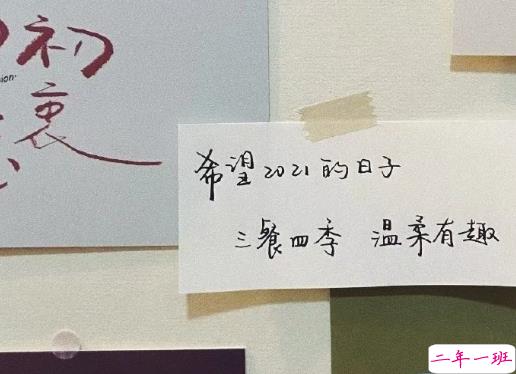 初
衷
希望2021的日子
三餐四季 温柔有趣
二年一班